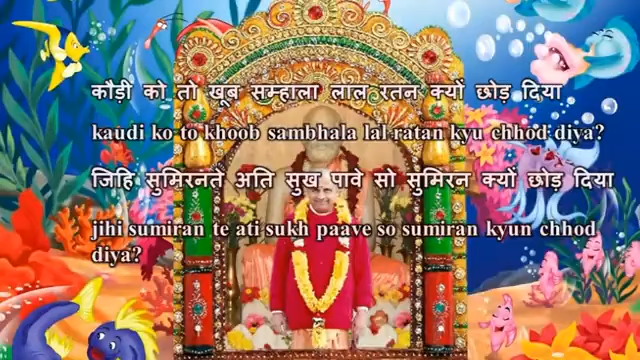 कौड़ी को तो खूब सम्हाला लाल रतन क्यों छोड़ दिया
kaudi ko to khoob sambhala lal ratan kyu chhod diya?
जिहि सुमिरनते अति सुख पावे सो सुमिरन क्यों छोड़ दिया
jihi sumiran te ati sukh paave so sumiran kyun chhod
diya?